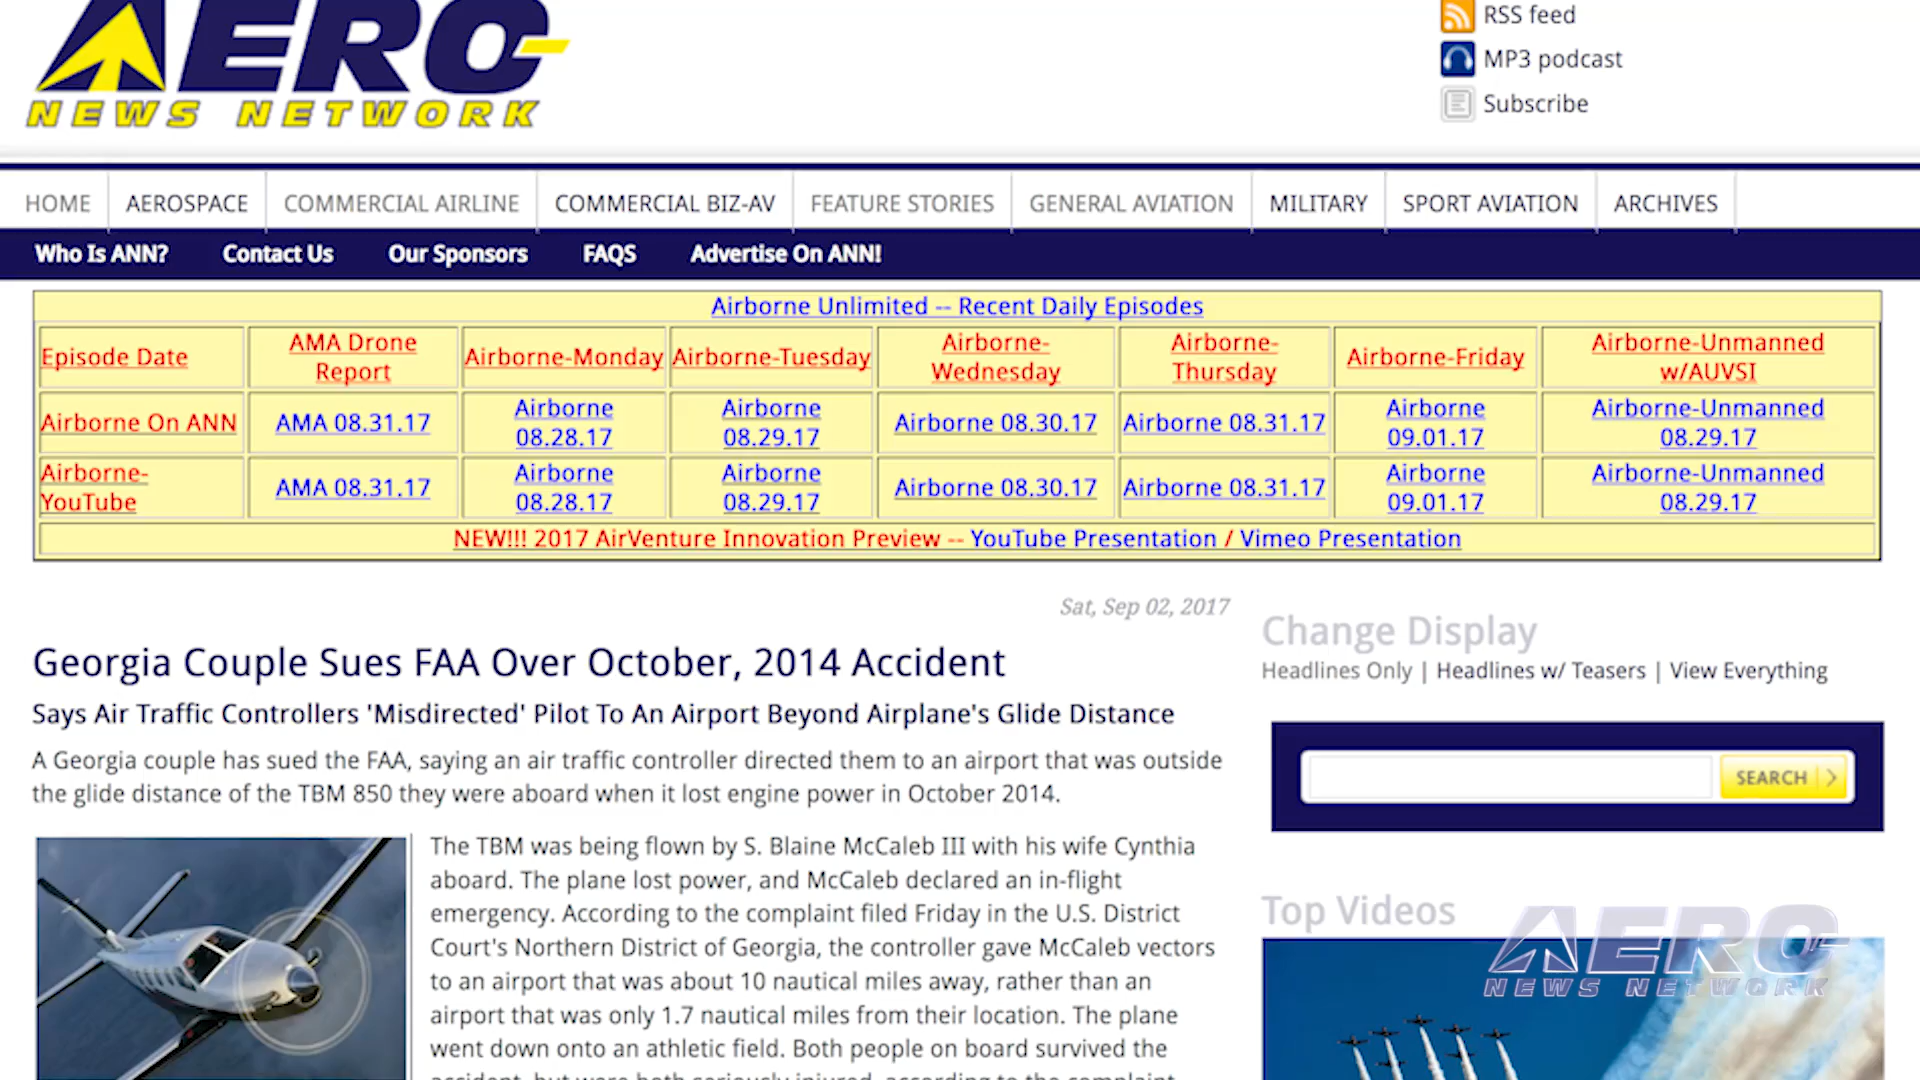 AERO
NEWS NETWORK
RSS feed
MP3 podcast
Subscribe
HOME AEROSPACE COMMERCIAL AIRLINE COMMERCIAL BIZ-AV FEATURE STORIES GENERAL AVIATION MILITARY SPORT AVIATION ARCHIVES
Who Is ANN? Contact Us Our Sponsors FAQS Advertise On ANN!
Airborne Unlimited -- Recent Daily Episodes
Episode Date AMA Drone Report Airborne-Monday Airborne-Tuesday Airborne-Wednesday Airborne-Thursday Airborne-Friday Airborne-Unmanned w/AUVSI
Airborne On ANN AMA 08.31.17 Airborne 08.28.17 Airborne 08.29.17 Airborne 08.30.17 Airborne 08.31.17 Airborne 09.01.17 Airborne-Unmanned 08.29.17
Airborne-YouTube AMA 08.31.17 Airborne 08.28.17 Airborne 08.29.17 Airborne 08.30.17 Airborne 08.31.17 Airborne 09.01.17 Airborne-Unmanned 08.29.17
NEW!!! 2017 AirVenture Innovation Preview -- YouTube Presentation / Vimeo Presentation
Sat, Sep 02, 2017
Georgia Couple Sues FAA Over October, 2014 Accident
Says Air Traffic Controllers 'Misdirected' Pilot To An Airport Beyond Airplane's Glide Distance
A Georgia couple has sued the FAA, saying an air traffic controller directed them to an airport that was outside
the glide distance of the TBM 850 they were aboard when it lost engine power in October 2014.
The TBM was being flown by S. Blaine McCaleb III with his wife Cynthia
aboard. The plane lost power, and McCaleb declared an in-flight
emergency. According to the complaint filed Friday in the U.S. District
Court's Northern District of Georgia, the controller gave McCaleb vectors
to an airport that was about 10 nautical miles away, rather than an
airport that was only 1.7 nautical miles from their location. The plane
went down onto an athletic field. Both people on board survived the
accident, but were both seriously injured, according to the complaint
Change Display
Headlines Only | Headlines w/ Teasers | View Everything
SEARCH
Top Videos
AERO
NEWS NETWORK